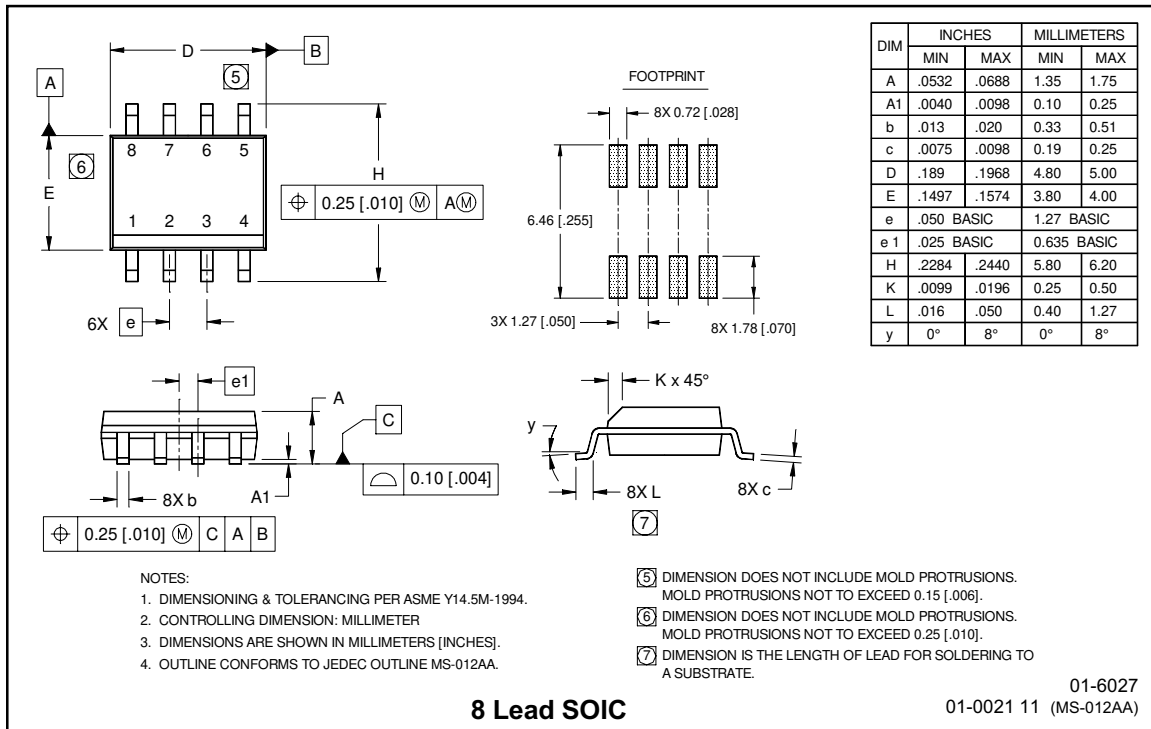 D
B
5
A
8 7 6 5
6
E
H
⌖ 0.25 [.010] Ⓜ A Ⓜ
1 2 3 4
6X e
FOOTPRINT
8X 0.72 [.028]
6.46 [.255]
3X 1.27 [.050]
8X 1.78 [.070]
DIM INCHES MILLIMETERS
MIN MAX MIN MAX
A .0532 .0688 1.35 1.75
A1 .0040 .0098 0.10 0.25
b .013 .020 0.33 0.51
c .0075 .0098 0.19 0.25
D .189 .1968 4.80 5.00
E .1497 .1574 3.80 4.00
e .050 BASIC 1.27 BASIC
e 1 .025 BASIC 0.635 BASIC
H .2284 .2440 5.80 6.20
K .0099 .0196 0.25 0.50
L .016 .050 0.40 1.27
y 0° 8° 0° 8°
e1
A
C
0.10 [.004]
8X b
A1
⌖ 0.25 [.010] Ⓜ C A B
K x 45°
y
8X L
7
8X c
NOTES:
1. DIMENSIONING & TOLERANCING PER ASME Y14.5M-1994.
2. CONTROLLING DIMENSION: MILLIMETER
3. DIMENSIONS ARE SHOWN IN MILLIMETERS [INCHES].
4. OUTLINE CONFORMS TO JEDEC OUTLINE MS-012AA.
5 DIMENSION DOES NOT INCLUDE MOLD PROTRUSIONS.
MOLD PROTRUSIONS NOT TO EXCEED 0.15 [.006].
6 DIMENSION DOES NOT INCLUDE MOLD PROTRUSIONS.
MOLD PROTRUSIONS NOT TO EXCEED 0.25 [.010].
7 DIMENSION IS THE LENGTH OF LEAD FOR SOLDERING TO
A SUBSTRATE.
8 Lead SOIC
01-6027
01-0021 11 (MS-012AA)